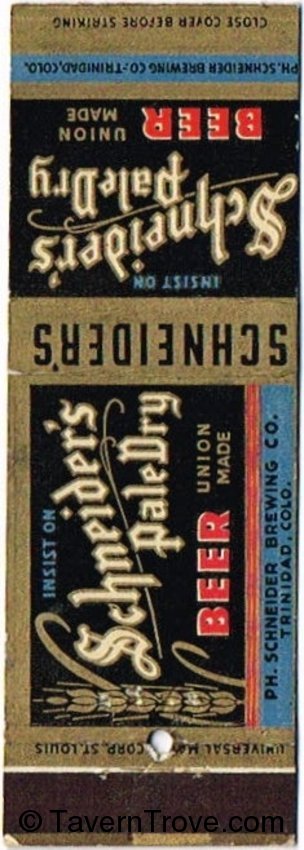 CLOSE COVER BEFORE STRIKING
PH. SCHNEIDER BREWING CO.-TRINIDAD, COLO.
INSIST ON
Schneider's
Pale Dry
BEER
UNION
MADE
SCHNEIDER'S
INSIST ON
Schneider's
Pale Dry
BEER
UNION
MADE
PH. SCHNEIDER BREWING CO.
TRINIDAD, COLO.
UNIVERSAL CORP., ST. LOUIS
© TavernTrove.com